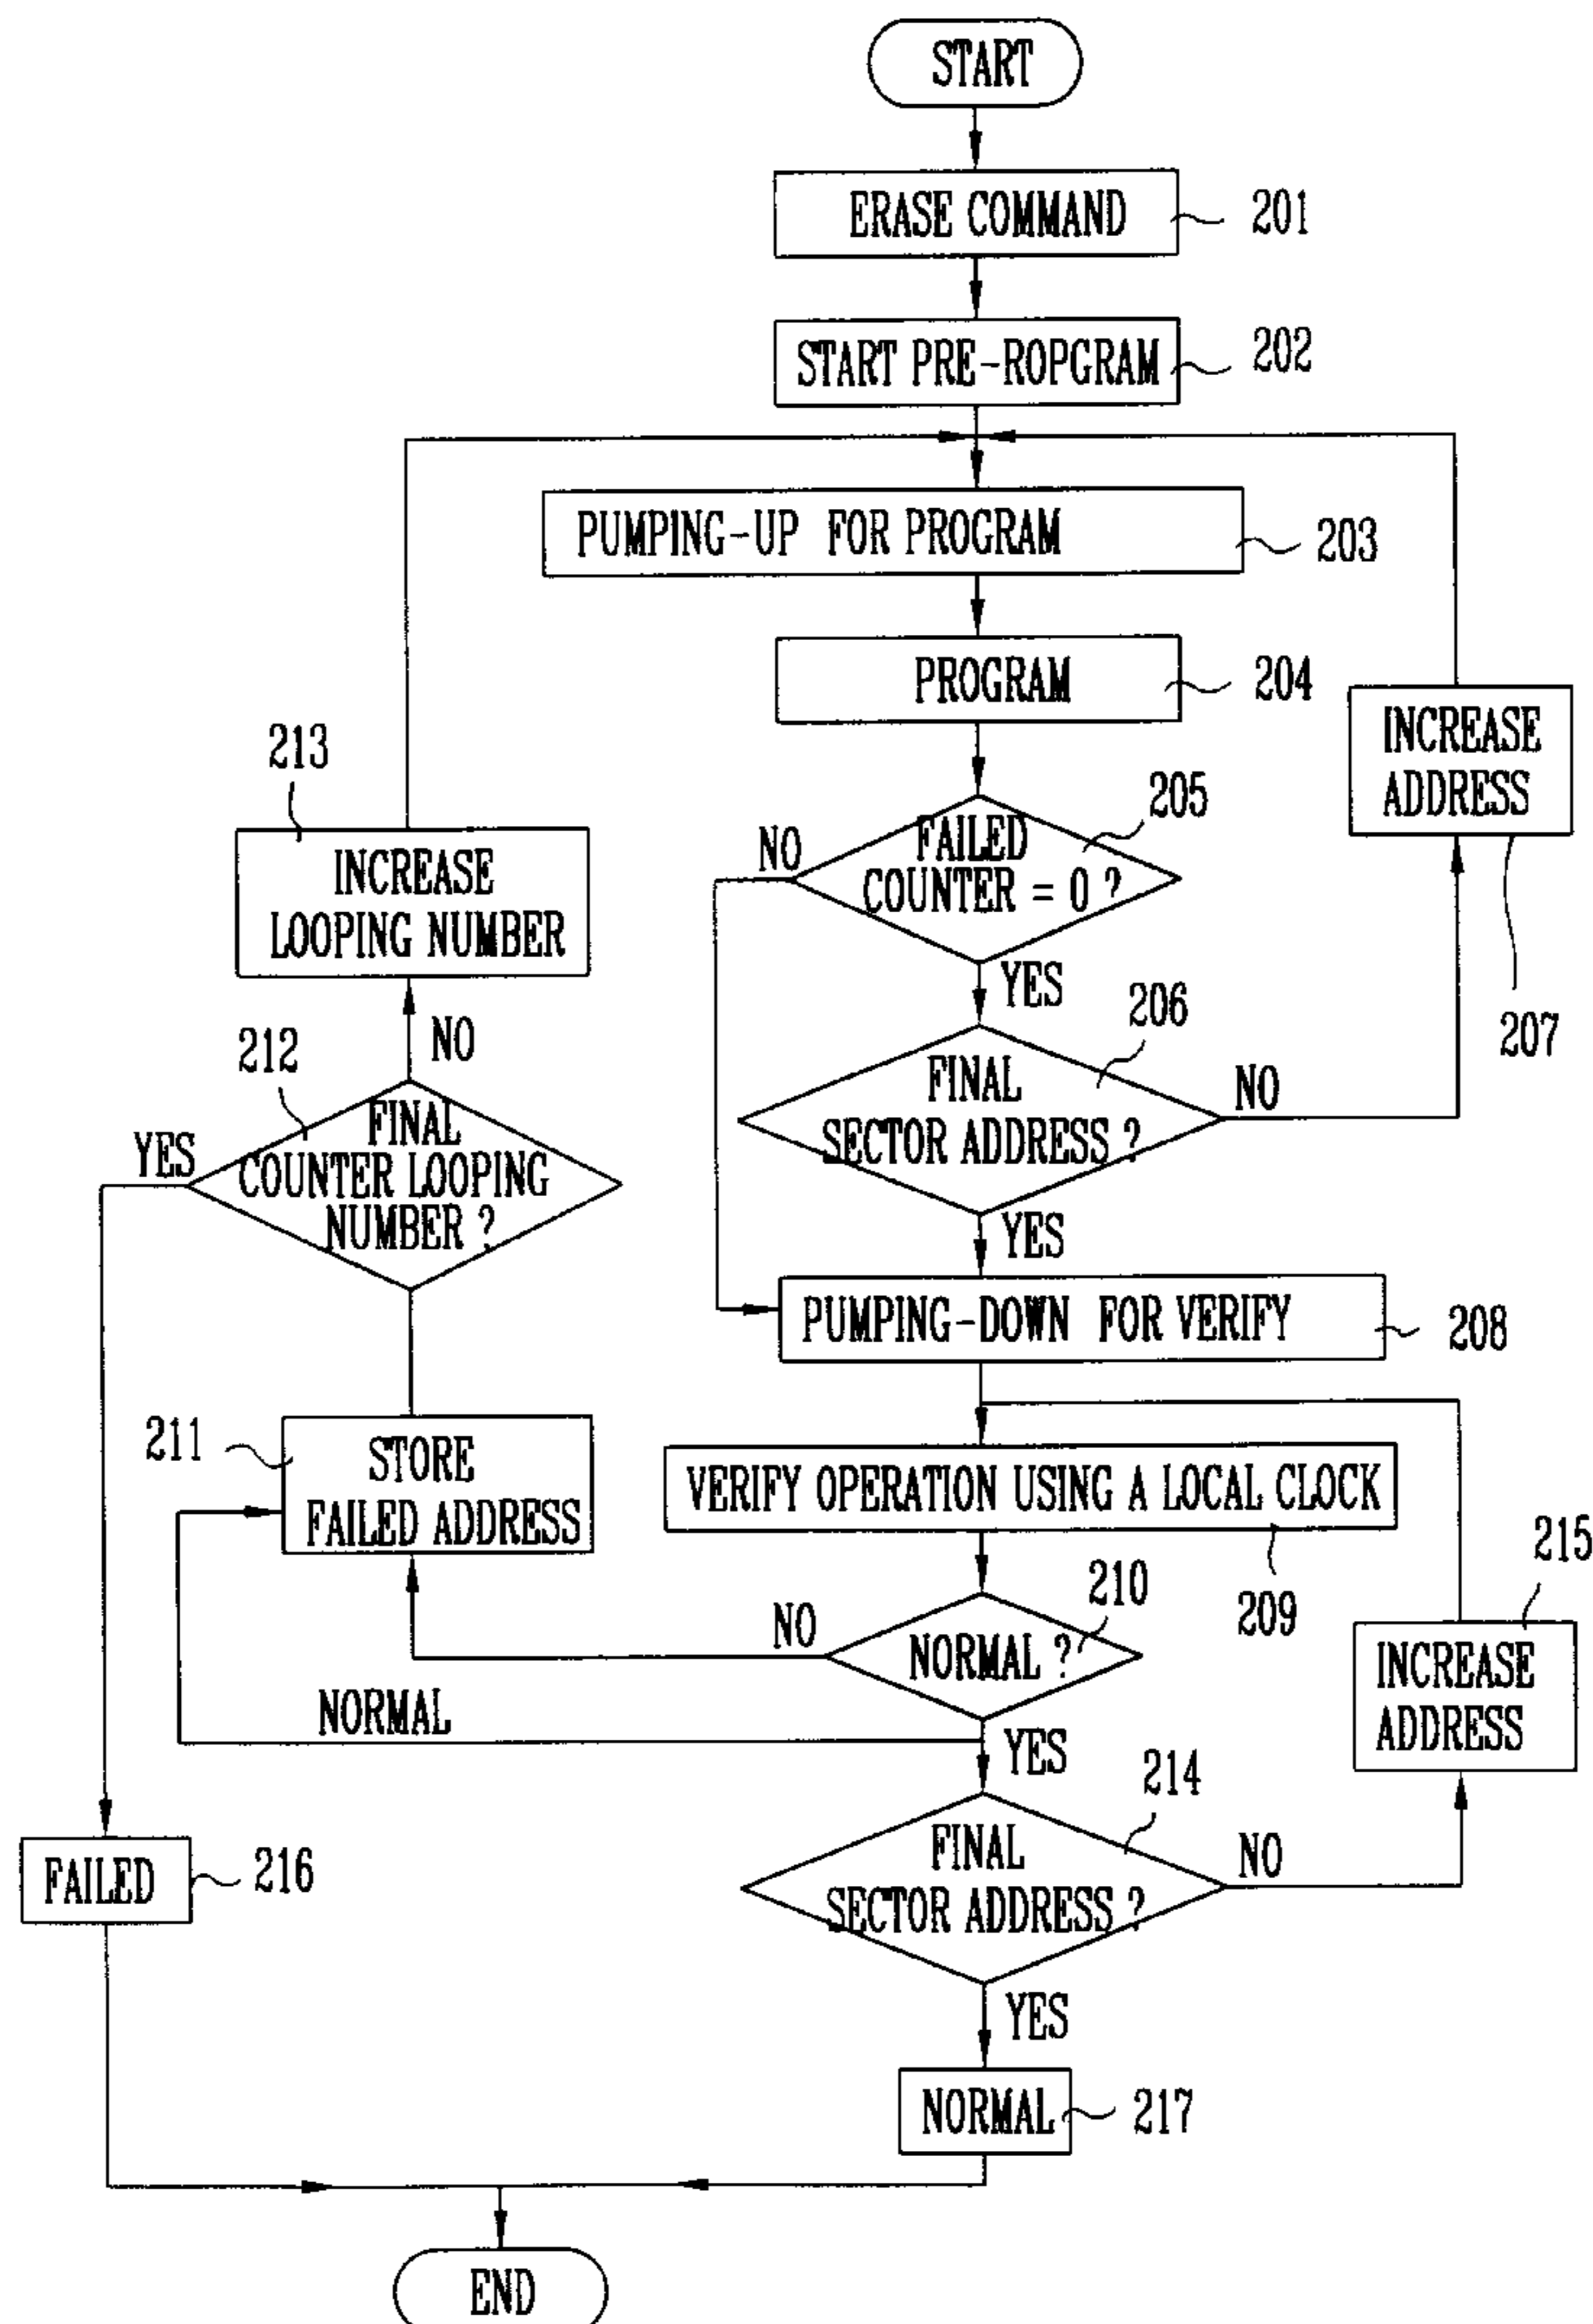 START
ERASE COMMAND
201
START PRE-ROPGRAM
202
PUMPING-UP FOR PROGRAM
203
PROGRAM
204
INCREASE
ADDRESS
207
213
INCREASE
LOOPING NUMBER
205
FAILED
COUNTER = 0 ?
NO
YES
206
FINAL
SECTOR ADDRESS ?
NO
YES
212
NO
FINAL
COUNTER LOOPING
NUMBER ?
YES
PUMPING-DOWN FOR VERIFY
208
211
STORE
FAILED ADDRESS
VERIFY OPERATION USING A LOCAL CLOCK
209
215
INCREASE
ADDRESS
210
NORMAL ?
NO
NORMAL
YES
214
FINAL
SECTOR ADDRESS ?
NO
YES
FAILED
216
NORMAL
217
END